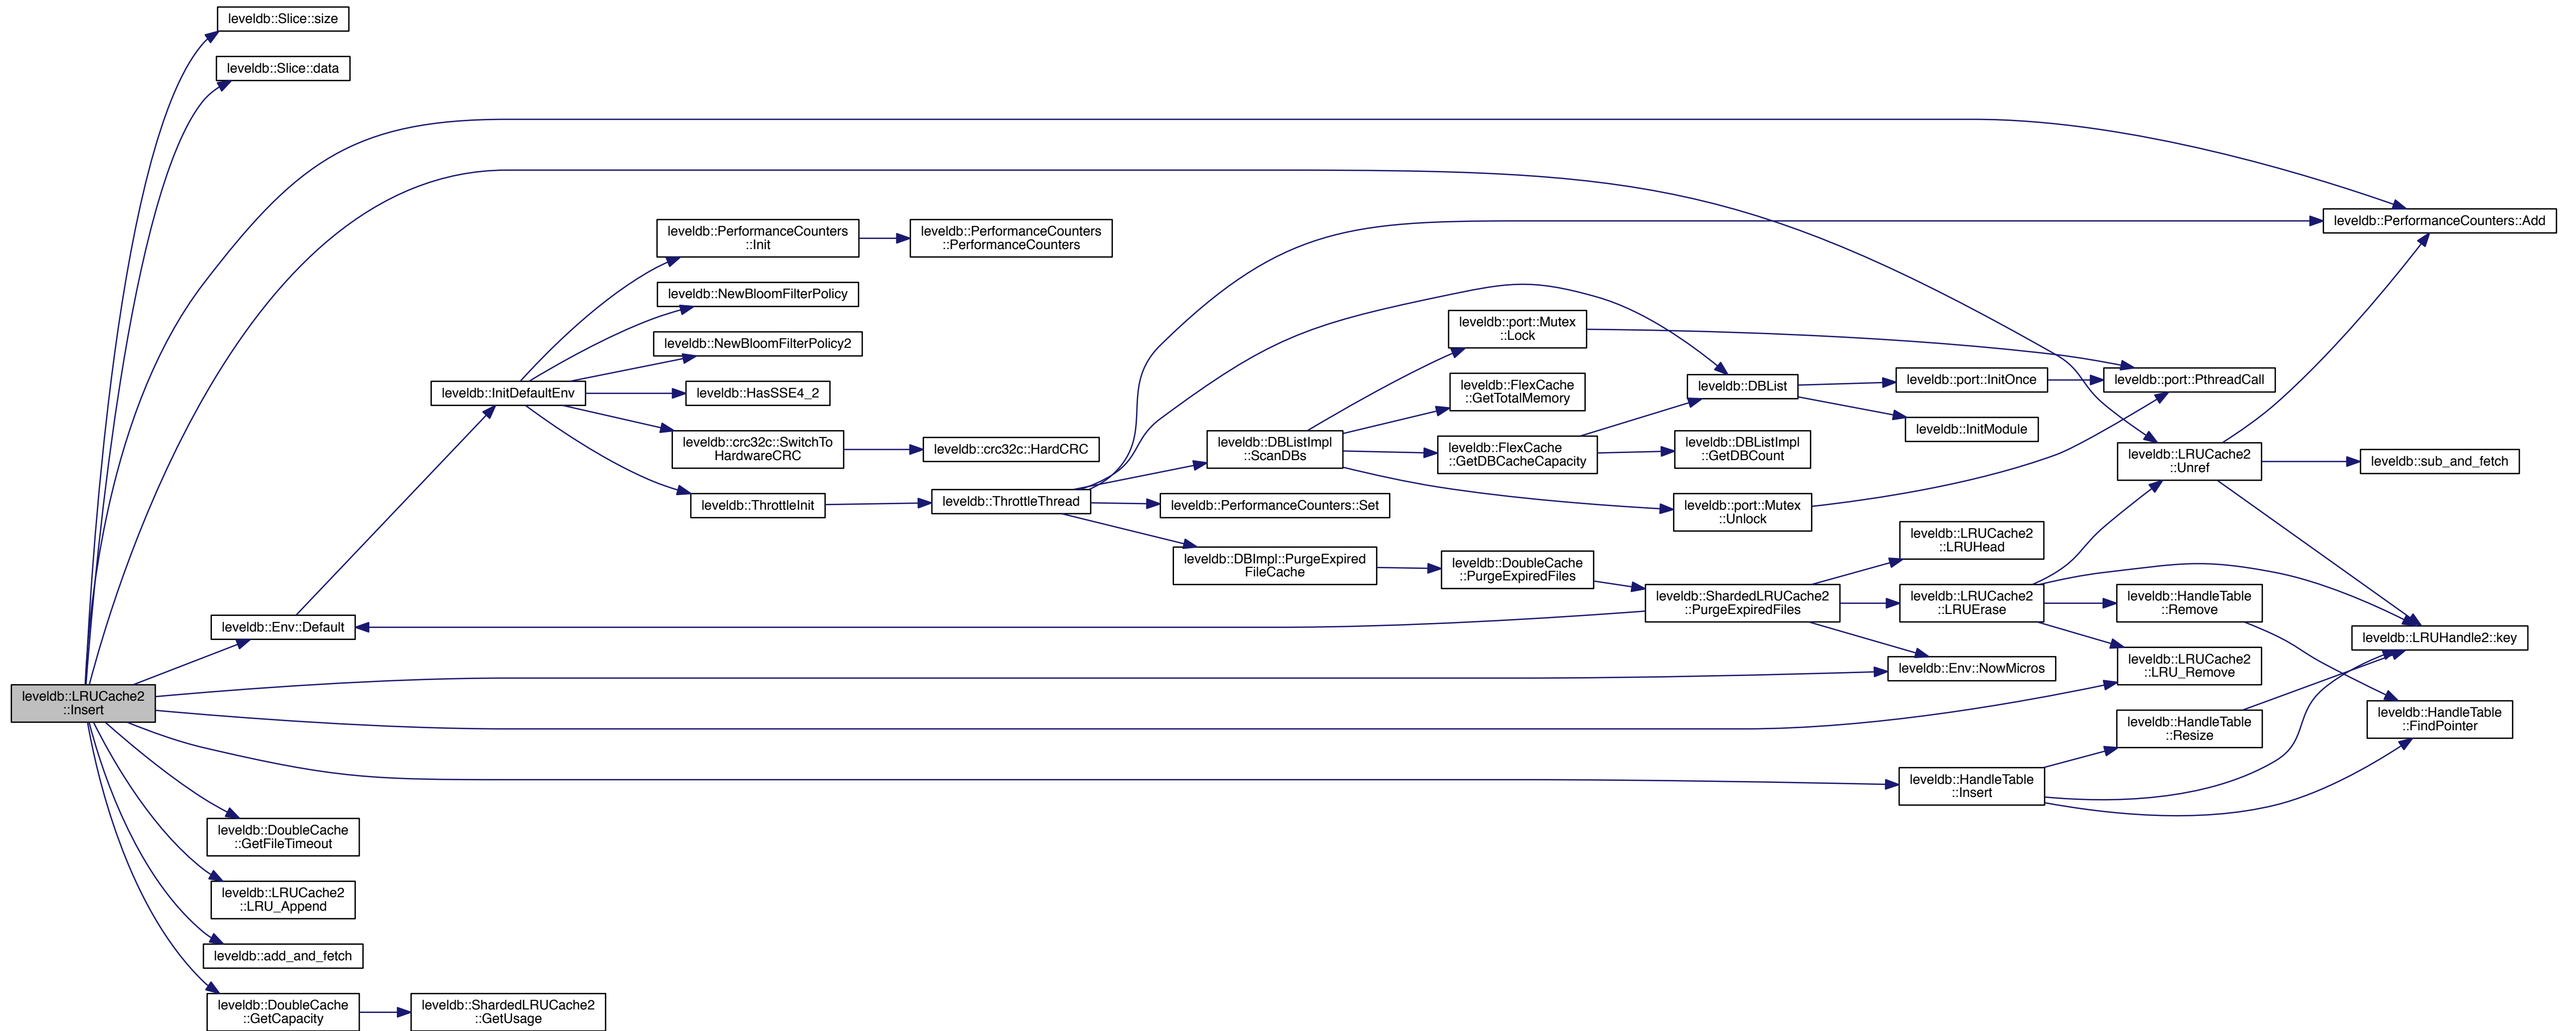 leveldb::Slice::size
leveldb::Slice::data
leveldb::PerformanceCounters::Add
leveldb::PerformanceCounters
::Init
leveldb::PerformanceCounters
::PerformanceCounters
leveldb::NewBloomFilterPolicy
leveldb::NewBloomFilterPolicy2
leveldb::port::Mutex
::Lock
leveldb::InitDefaultEnv
leveldb::HasSSE4_2
leveldb::FlexCache
::GetTotalMemory
leveldb::DBList
leveldb::port::InitOnce
leveldb::port::PthreadCall
leveldb::InitModule
leveldb::crc32c::SwitchTo
HardwareCRC
leveldb::crc32c::HardCRC
leveldb::DBListImpl
::ScanDBs
leveldb::FlexCache
::GetDBCacheCapacity
leveldb::DBListImpl
::GetDBCount
leveldb::LRUCache2
::Unref
leveldb::sub_and_fetch
leveldb::ThrottleInit
leveldb::ThrottleThread
leveldb::PerformanceCounters::Set
leveldb::port::Mutex
::Unlock
leveldb::LRUCache2
::LRUHead
leveldb::DBImpl::PurgeExpired
FileCache
leveldb::DoubleCache
::PurgeExpiredFiles
leveldb::ShardedLRUCache2
::PurgeExpiredFiles
leveldb::LRUCache2
::LRUErase
leveldb::HandleTable
::Remove
leveldb::Env::Default
leveldb::LRUHandle2::key
leveldb::Env::NowMicros
leveldb::LRUCache2
::LRU_Remove
leveldb::LRUCache2
::Insert
leveldb::HandleTable
::Resize
leveldb::HandleTable
::FindPointer
leveldb::HandleTable
::Insert
leveldb::DoubleCache
::GetFileTimeout
leveldb::LRUCache2
::LRU_Append
leveldb::add_and_fetch
leveldb::DoubleCache
::GetCapacity
leveldb::ShardedLRUCache2
::GetUsage